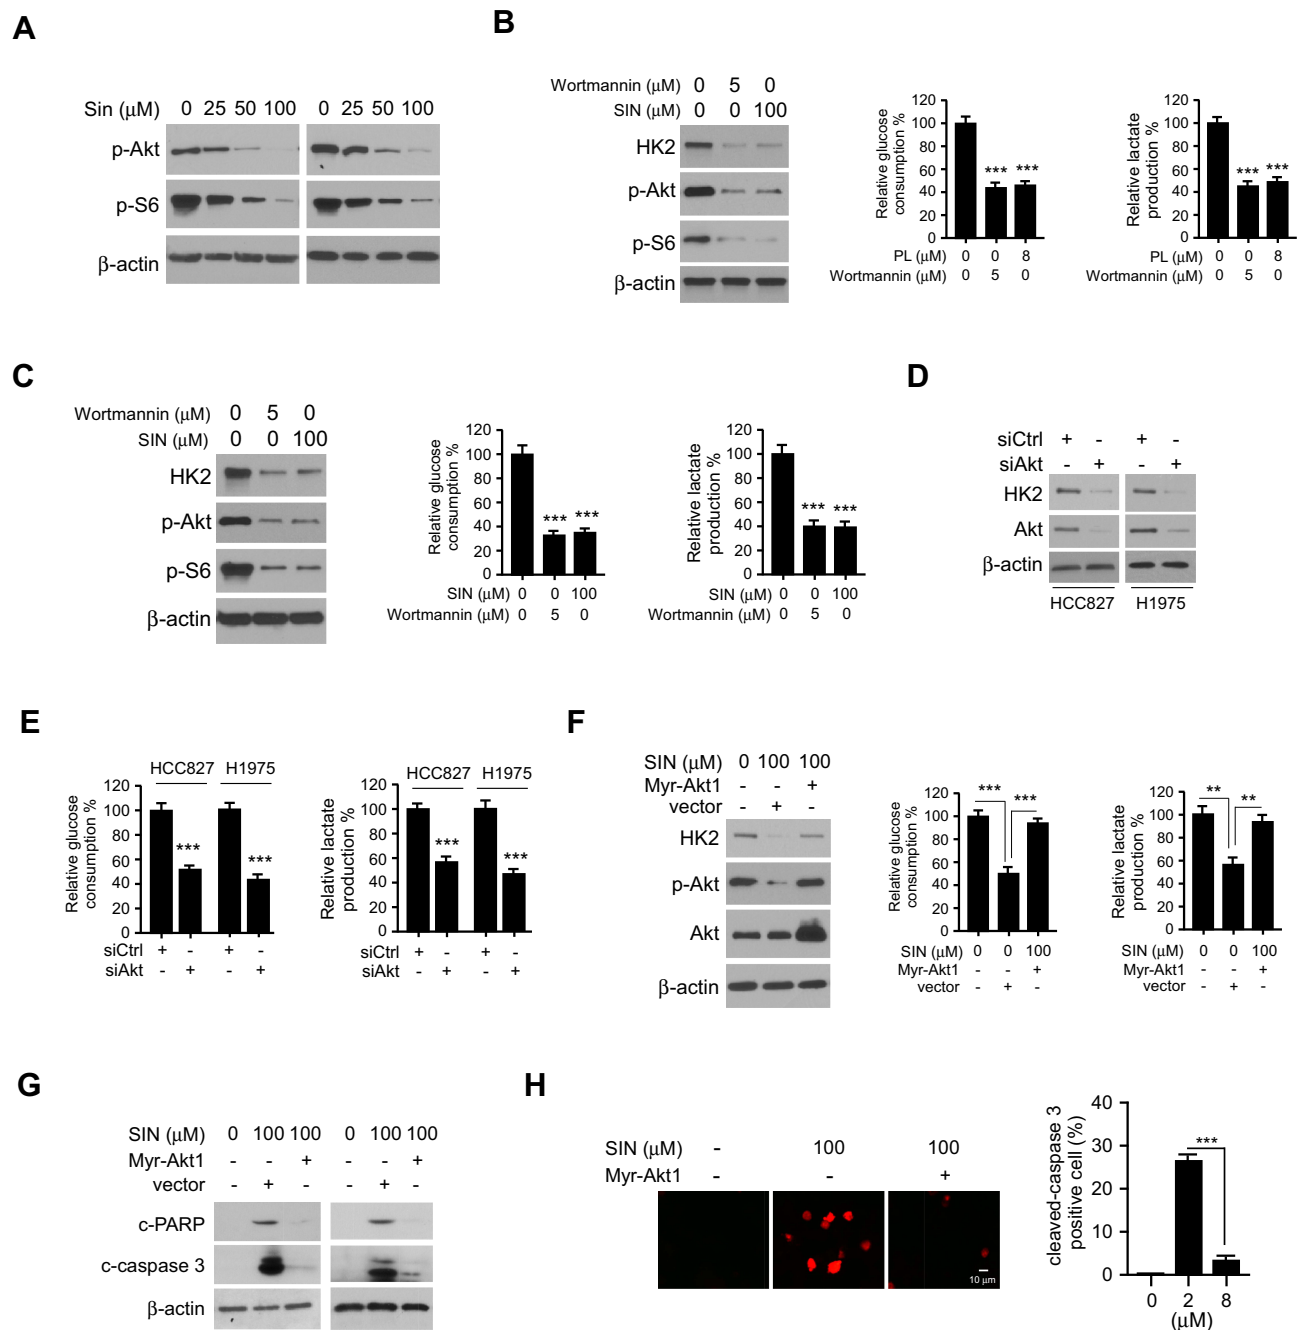 A
Sin (μM) 0 25 50 100 0 25 50 100
p-Akt
p-S6
β-actin
B
Wortmannin (μM) 0 5 0
SIN (μM) 0 0 100
HK2
p-Akt
p-S6
β-actin
Relative glucose
consumption %
120
100
80
60
40
20
0
*** ***
PL (μM) 0 0 8
Wortmannin (μM) 0 5 0
Relative lactate
production %
120
100
80
60
40
20
0
*** ***
PL (μM) 0 0 8
Wortmannin (μM) 0 5 0
C
Wortmannin (μM) 0 5 0
SIN (μM) 0 0 100
HK2
p-Akt
p-S6
β-actin
Relative glucose
consumption %
120
100
80
60
40
20
0
*** ***
SIN (μM) 0 0 100
Wortmannin (μM) 0 5 0
Relative lactate
production %
120
100
80
60
40
20
0
*** ***
SIN (μM) 0 0 100
Wortmannin (μM) 0 5 0
D
siCtrl + - + -
siAkt - + - +
HK2
Akt
β-actin
HCC827 H1975
E
HCC827 H1975
Relative glucose
consumption %
120
100
80
60
40
20
0
*** ***
siCtrl + - + -
siAkt - + - +
HCC827 H1975
Relative lactate
production %
120
100
80
60
40
20
0
*** ***
siCtrl + - + -
siAkt - + - +
F
SIN (μM) 0 100 100
Myr-Akt1 - - +
vector - + -
HK2
p-Akt
Akt
β-actin
Relative glucose
consumption %
120
100
80
60
40
20
0
*** ***
SIN (μM) 0 0 100
Myr-Akt1 - - +
vector - + -
Relative lactate
production %
120
100
80
60
40
20
0
** **
SIN (μM) 0 0 100
Myr-Akt1 - - +
vector - + -
G
SIN (μM) 0 100 100 0 100 100
Myr-Akt1 - - + - - +
vector - + - - + -
c-PARP
c-caspase 3
β-actin
H
SIN (μM) - 100 100
Myr-Akt1 - - +
10 μm
cleaved-caspase 3
positive cell (%)
40
30
20
10
0
***
0 2 8
(μM)